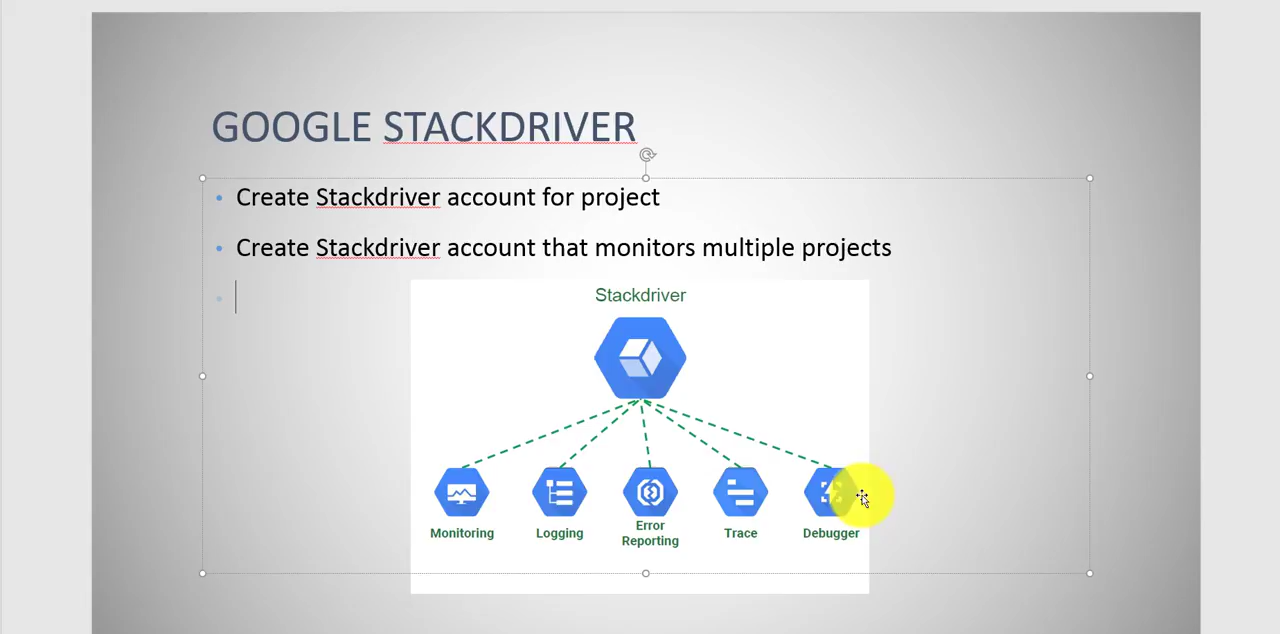 GOOGLE STACKDRIVER
Create Stackdriver account for project
Create Stackdriver account that monitors multiple projects
Stackdriver
Monitoring
Logging
Error
Reporting
Trace
Debugger